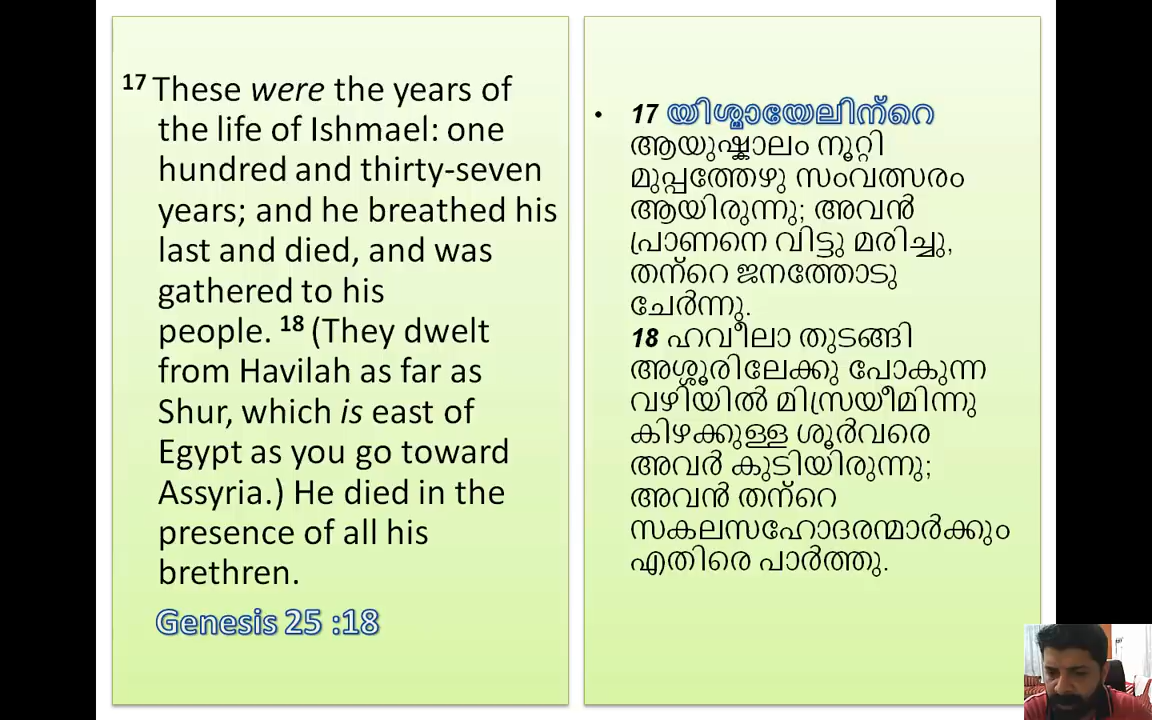 17 These were the years of
the life of Ishmael: one
hundred and thirty-seven
years; and he breathed his
last and died, and was
gathered to his
people. 18 (They dwelt
from Havilah as far as
Shur, which is east of
Egypt as you go toward
Assyria.) He died in the
presence of all his
brethren.
Genesis 25 :18
• 17 യിശ്മായേലിന്റെ
ആയുഷ്കാലം നൂറ്റി
മുപ്പത്തേഴു സംവത്സരം
ആയിരുന്നു; അവൻ
പ്രാണനെ വിട്ടു മരിച്ചു,
തന്റെ ജനത്തോടു
ചേർന്നു.
18 ഹവീലാ തുടങ്ങി
അശ്ശൂരിലേക്കു പോകുന്ന
വഴിയിൽ മിസ്രയീമിന്നു
കിഴക്കുള്ള ശൂർവരെ
അവർ കുടിയിരുന്നു;
അവൻ തന്റെ
സകലസഹോദരന്മാർക്കും
എതിരെ പാർത്തു.